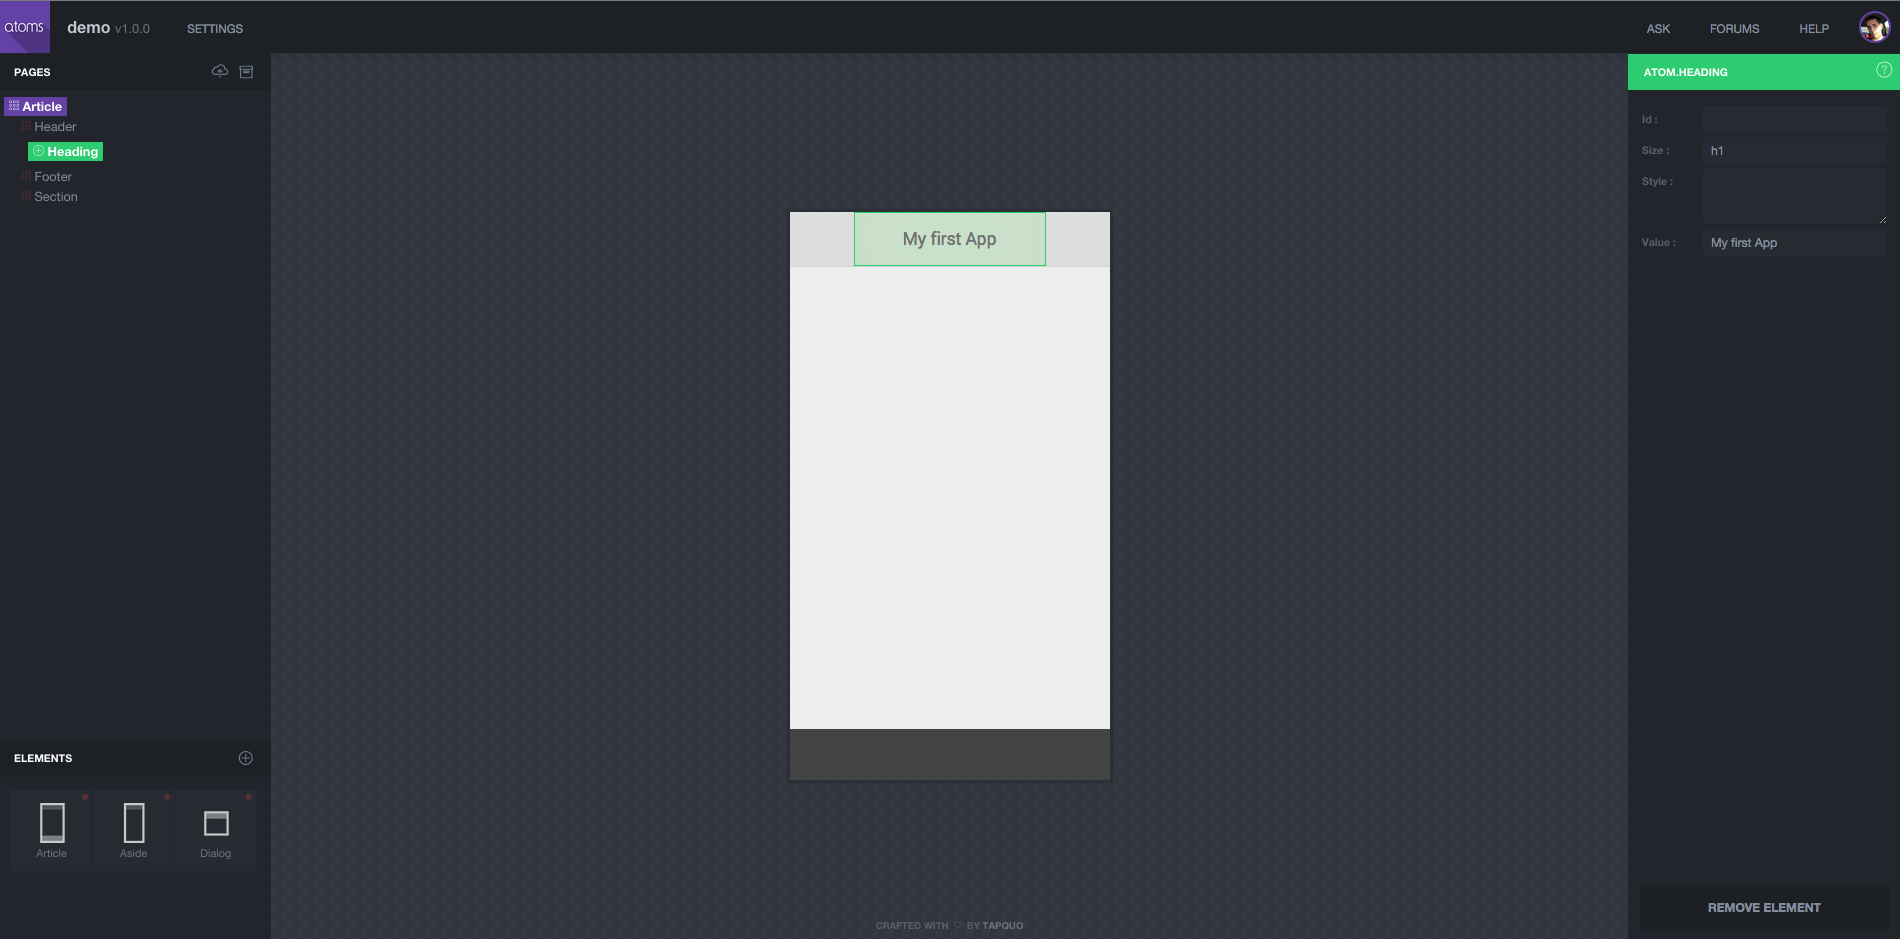 atoms
demo v1.0.0
SETTINGS
ASK
FORUMS
HELP
PAGES
Article
Header
Heading
Footer
Section
My first App
ATOM.HEADING
?
Id :
Size :
h1
Style :
Value :
My first App
ELEMENTS
Article
Aside
Dialog
CRAFTED WITH ♡ BY TAPQUO
REMOVE ELEMENT